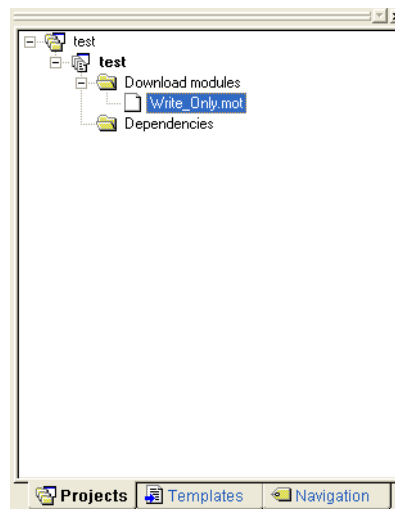 test
test
Download modules
Write_Only.mot
Dependencies
Projects Templates Navigation